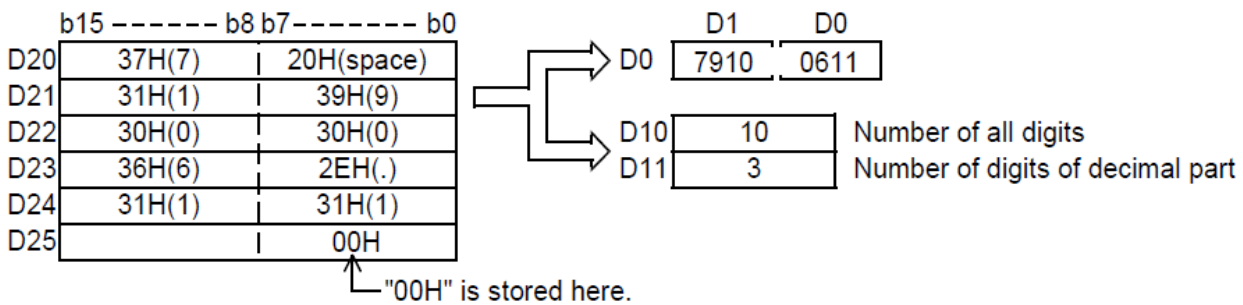 b15 ------ b8 b7------- b0
D20 37H(7) 20H(space)
D21 31H(1) 39H(9)
D22 30H(0) 30H(0)
D23 36H(6) 2EH(.)
D24 31H(1) 31H(1)
D25 00H
"00H" is stored here.
D1 D0
D0 7910 0611
D10 10 Number of all digits
D11 3 Number of digits of decimal part